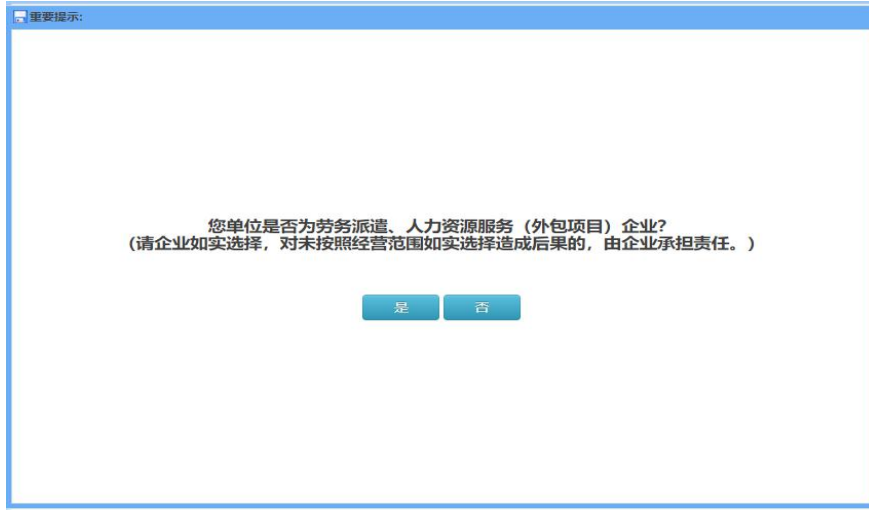 重要提示:
您单位是否为劳务派遣、人力资源服务（外包项目）企业?
（请企业如实选择，对未按照经营范围如实选择造成后果的，由企业承担责任。）
是
否